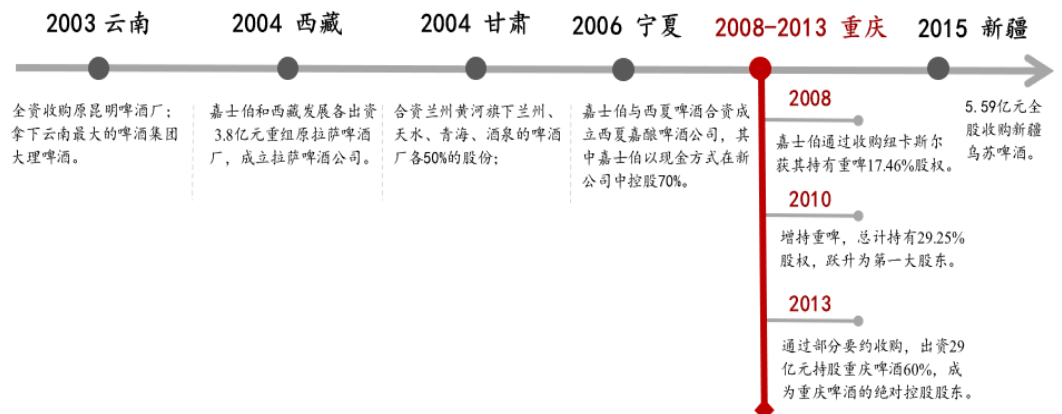 2003 云南
全资收购原昆明啤酒厂；
拿下云南最大的啤酒集团
大理啤酒。
2004 西藏
嘉士伯和西藏发展各出资
3.8亿元重组原拉萨啤酒
厂，成立拉萨啤酒公司。
2004 甘肃
合资兰州黄河旗下兰州、
天水、青海、酒泉的啤酒
厂各50%的股份；
2006 宁夏
嘉士伯与西夏啤酒合资成
立西夏嘉酿啤酒公司，其
中嘉士伯以现金方式在新
公司中控股70%。
2008-2013 重庆
2008
嘉士伯通过收购纽卡斯尔
获其持有重啤17.46%股权。
2010
增持重啤，总计持有29.25%
股权，跃升为第一大股东。
2013
通过部分要约收购，出资29
亿元持股重庆啤酒60%，成
为重庆啤酒的绝对控股股东。
2015 新疆
5.59亿元全
股收购新疆
乌苏啤酒。